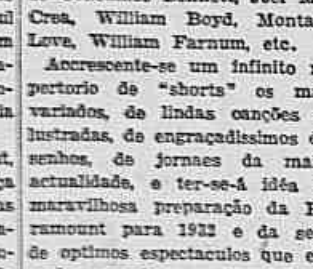 Crea, William Boyd, Monta
Love, William Farnum, etc.
Accrescente-se um infinito
pertorio de "shorts" os ma
variados, de lindas canções
lustradas, de engraçadissimos
senhos, de jornaes da ma
actualidade, e ter-se-á idéa
maravilhosa preparação da
ramount para 1932 e da se
de optimos espectaculos que